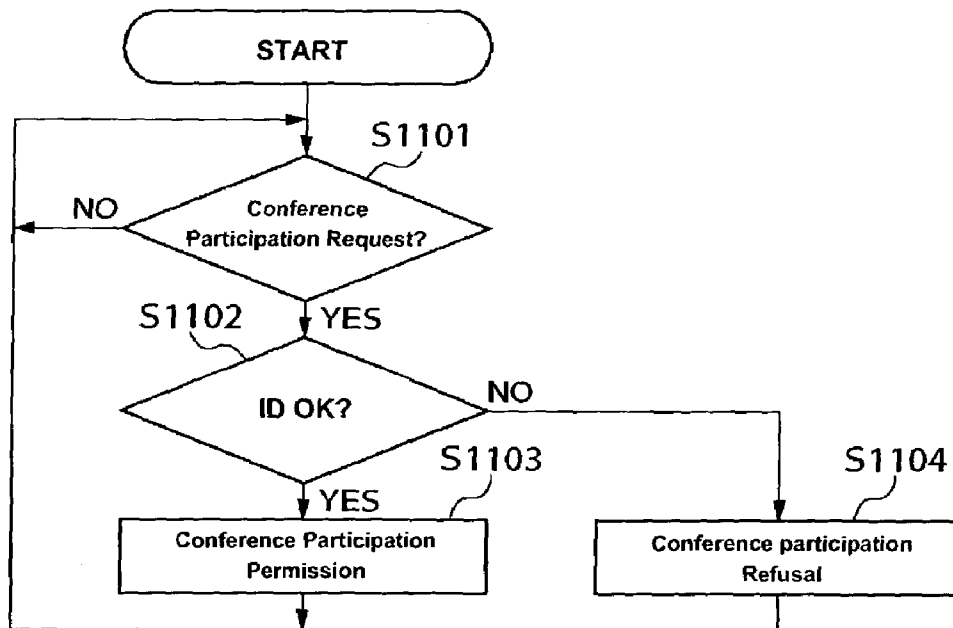 START
S1101
NO
Conference
Participation Request?
YES
S1102
ID OK?
NO
S1103
S1104
YES
Conference Participation
Permission
Conference participation
Refusal